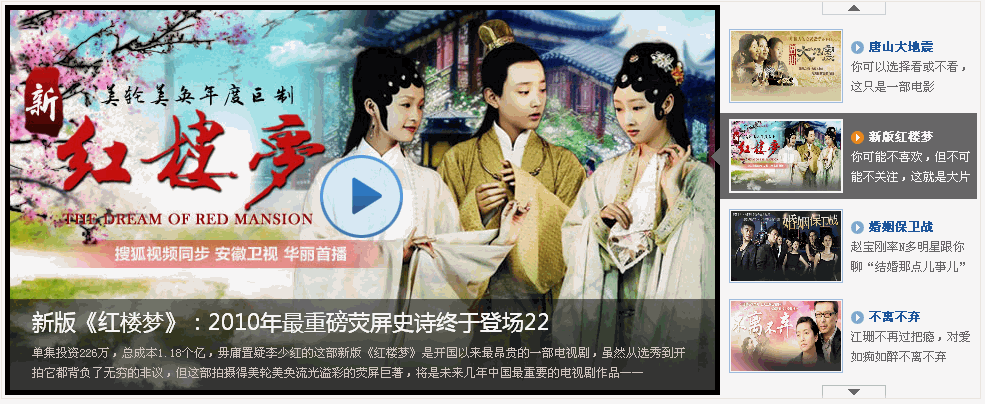 新
美轮美奂年度巨制
红楼梦
THE DREAM OF RED MANSION
搜狐视频同步 安徽卫视 华丽首播
新版《红楼梦》：2010年最重磅荧屏史诗终于登场22
单集投资226万，总成本1.18个亿，毋庸置疑李少红的这部新版《红楼梦》是开国以来最昂贵的一部电视剧，虽然从选秀到开
拍它都背负了无穷的非议，但这部拍摄得美轮美奂流光溢彩的荧屏巨著，将是未来几年中国最重要的电视剧作品——
唐山大地震
你可以选择看或不看，
这只是一部电影
红楼梦
新版红楼梦
你可能不喜欢，但不可
能不关注，这就是大片
婚姻保卫战
婚姻保卫战
赵宝刚率N多明星跟你
聊“结婚那点儿事儿”
不离不弃
不离不弃
江珊不再过把瘾，对爱
如痴如醉不离不弃